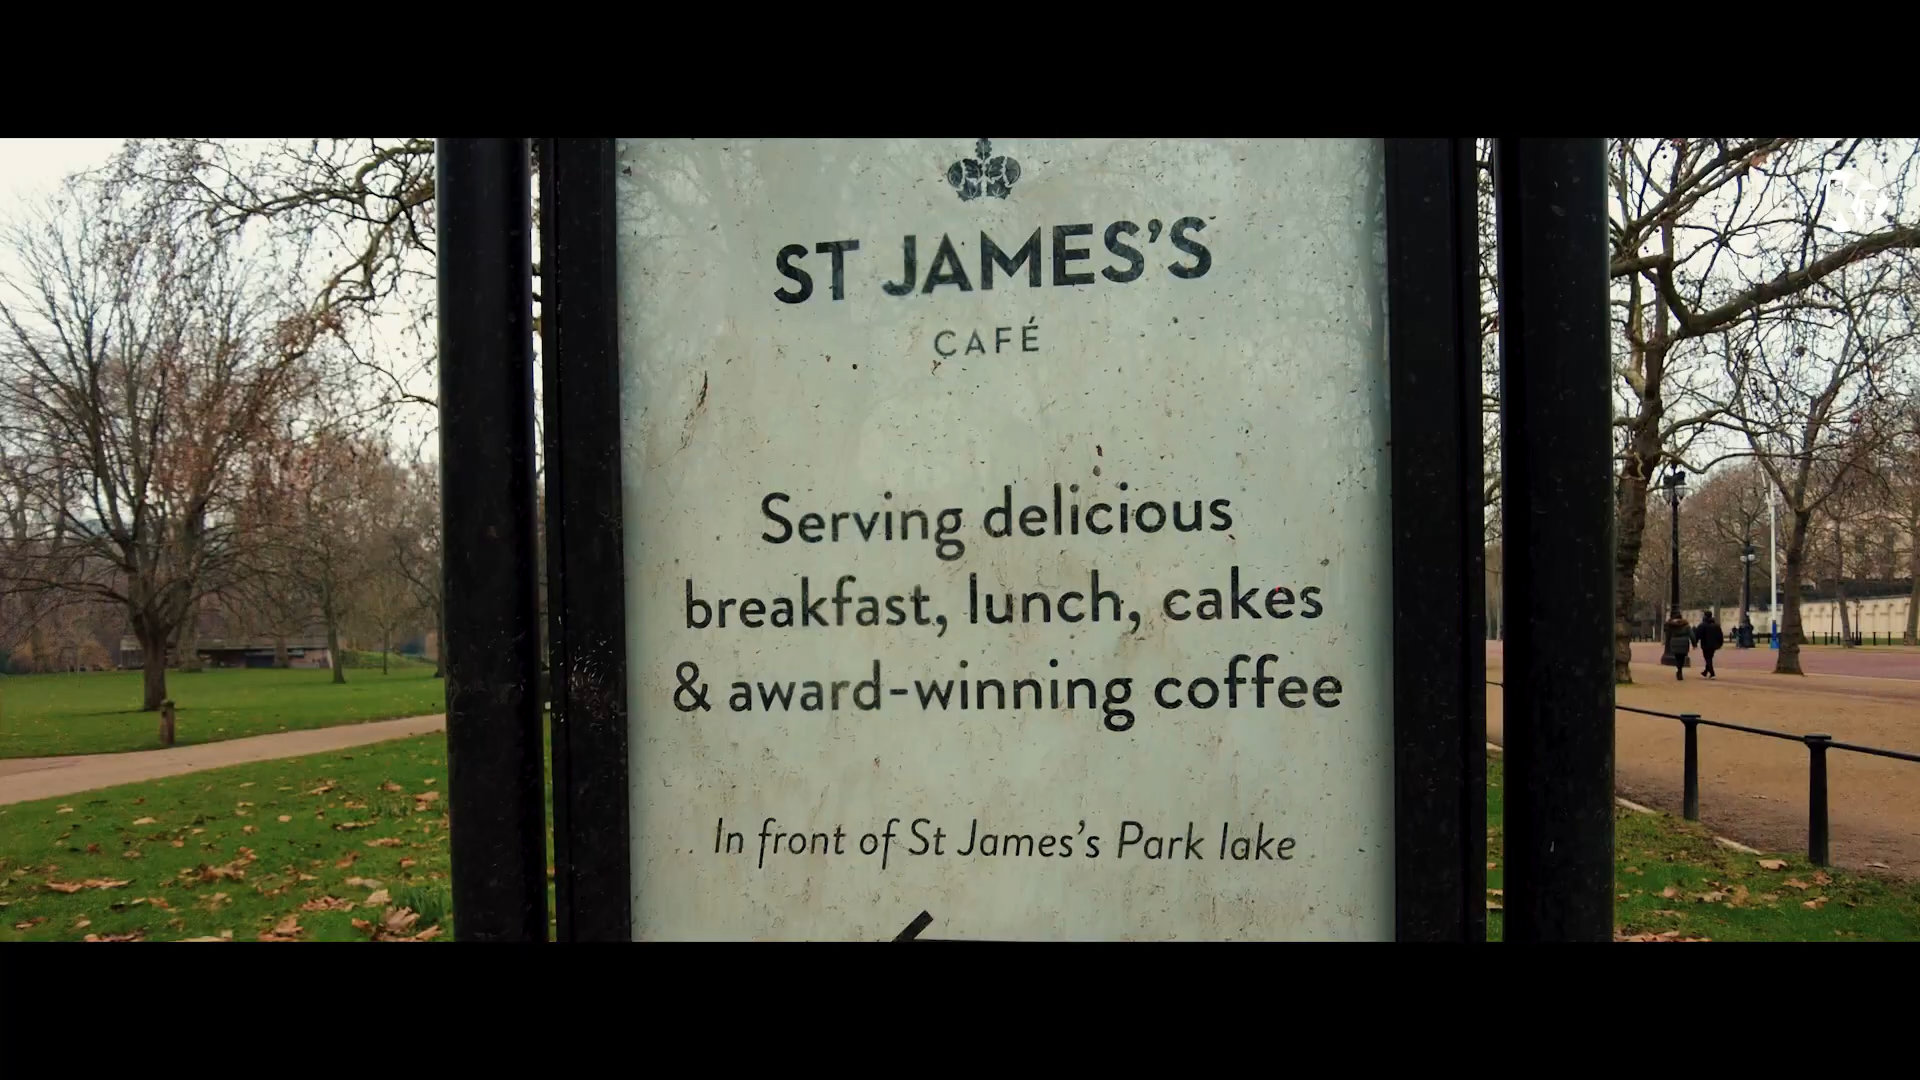 ST JAMES'S
CAFÉ
Serving delicious
breakfast, lunch, cakes
& award-winning coffee
In front of St James's Park lake